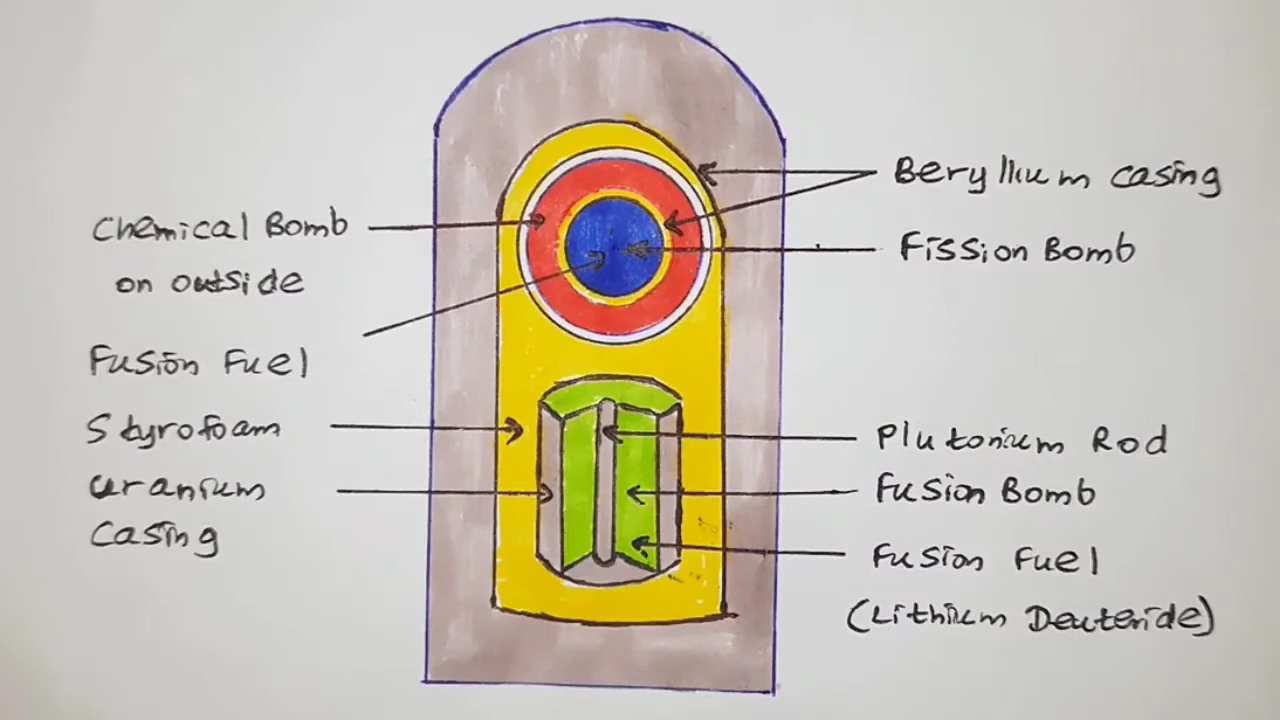 Chemical Bomb
on outside
Fusion Fuel
Styrofoam
uranium
Casing
Beryllium casing
Fission Bomb
Plutonium Rod
Fusion Bomb
Fusion Fuel
(Lithium Deuteride)